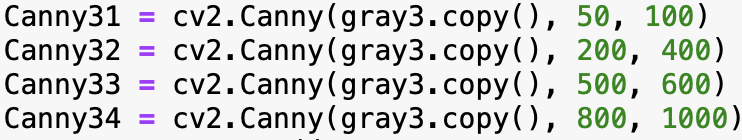 Canny31 = cv2.Canny(gray3.copy(), 50, 100)
Canny32 = cv2.Canny(gray3.copy(), 200, 400)
Canny33 = cv2.Canny(gray3.copy(), 500, 600)
Canny34 = cv2.Canny(gray3.copy(), 800, 1000)